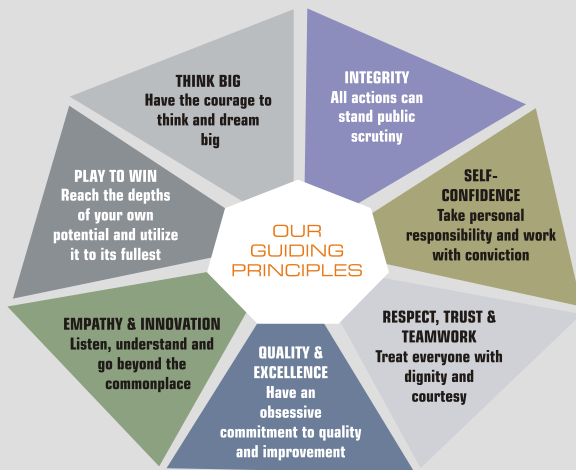 THINK BIG
Have the courage to
think and dream
big
INTEGRITY
All actions can
stand public
scrutiny
SELF-
CONFIDENCE
Take personal
responsibility and work
with conviction
RESPECT, TRUST &
TEAMWORK
Treat everyone with
dignity and
courtesy
QUALITY &
EXCELLENCE
Have an
obsessive
commitment to quality
and improvement
EMPATHY & INNOVATION
Listen, understand and
go beyond the
commonplace
PLAY TO WIN
Reach the depths
of your own
potential and utilize
it to its fullest
OUR
GUIDING
PRINCIPLES